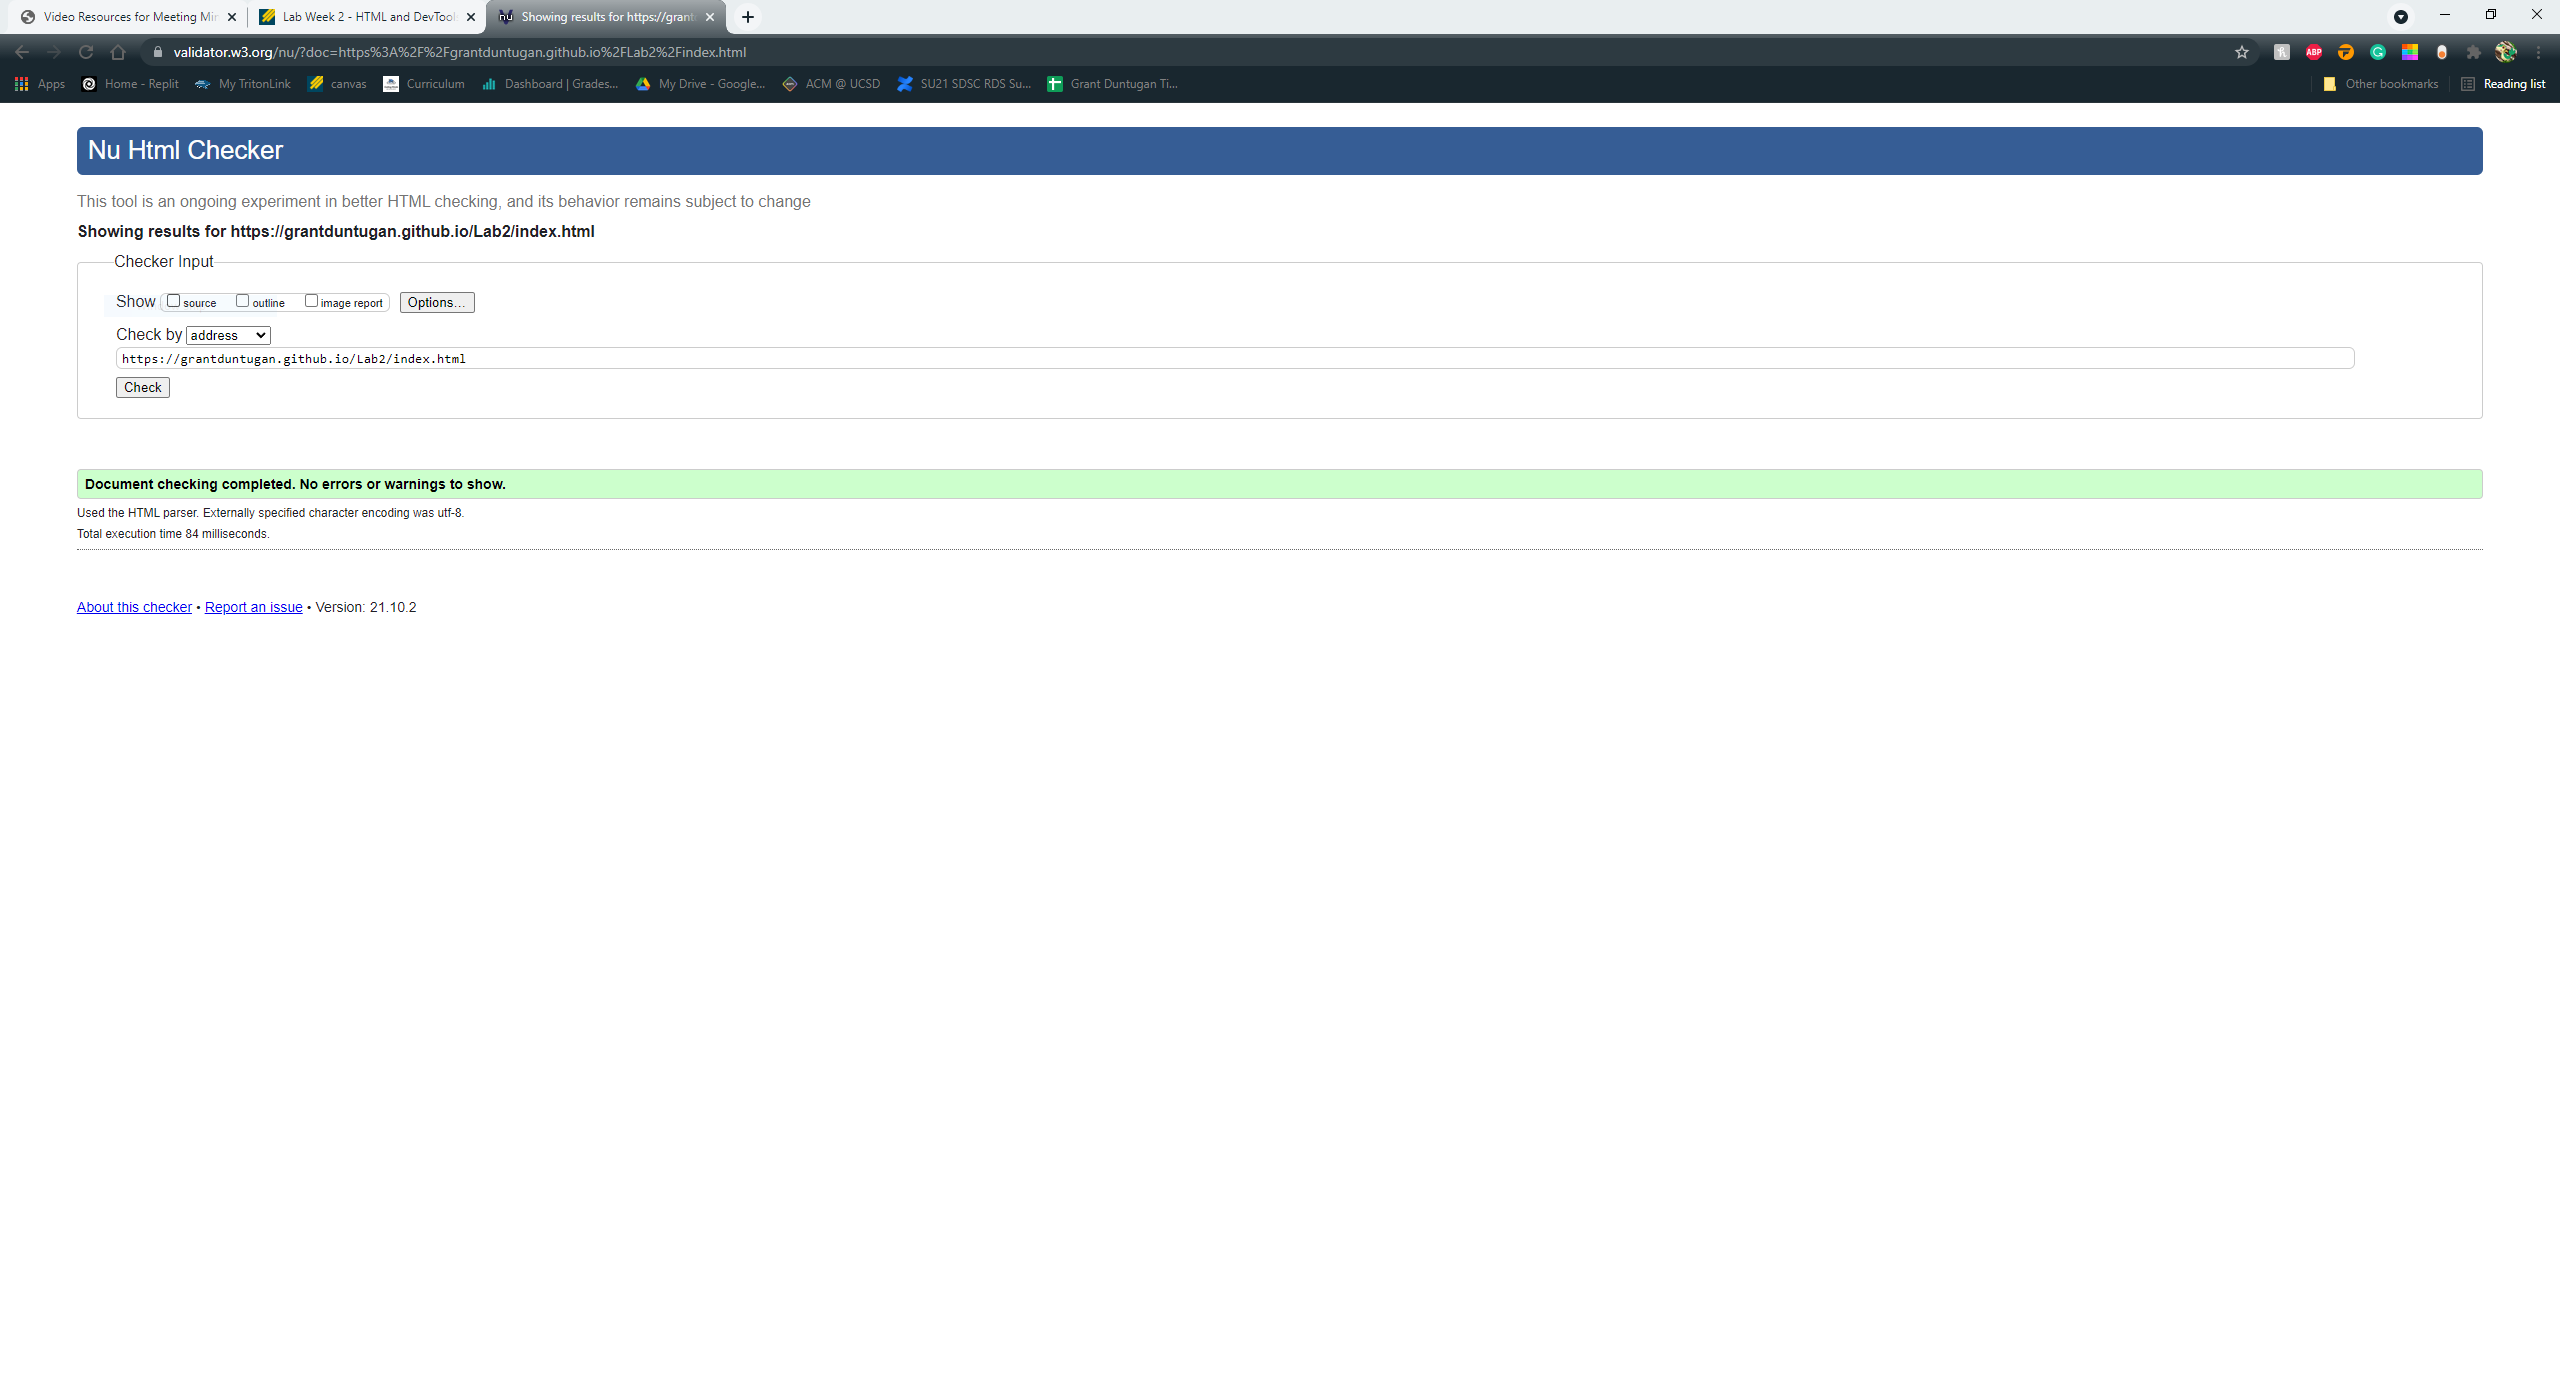 Video Resources for Meeting Min
Lab Week 2 - HTML and DevTools
Showing results for https://grant
validator.w3.org/nu/?doc=https%3A%2F%2Fgrantduntugan.github.io%2FLab2%2Findex.html
ABP
Apps
Home - Replit
My TritonLink
canvas
Curriculum
Dashboard | Grades...
My Drive - Google...
ACM @ UCSD
SU21 SDSC RDS Su...
Grant Duntugan Ti...
Other bookmarks
Reading list
Nu Html Checker
This tool is an ongoing experiment in better HTML checking, and its behavior remains subject to change
Showing results for https://grantduntugan.github.io/Lab2/index.html
Checker Input
Show source outline image report Options...
Check by address
https://grantduntugan.github.io/Lab2/index.html
Check
Document checking completed. No errors or warnings to show.
Used the HTML parser. Externally specified character encoding was utf-8.
Total execution time 84 milliseconds.
About this checker • Report an issue • Version: 21.10.2